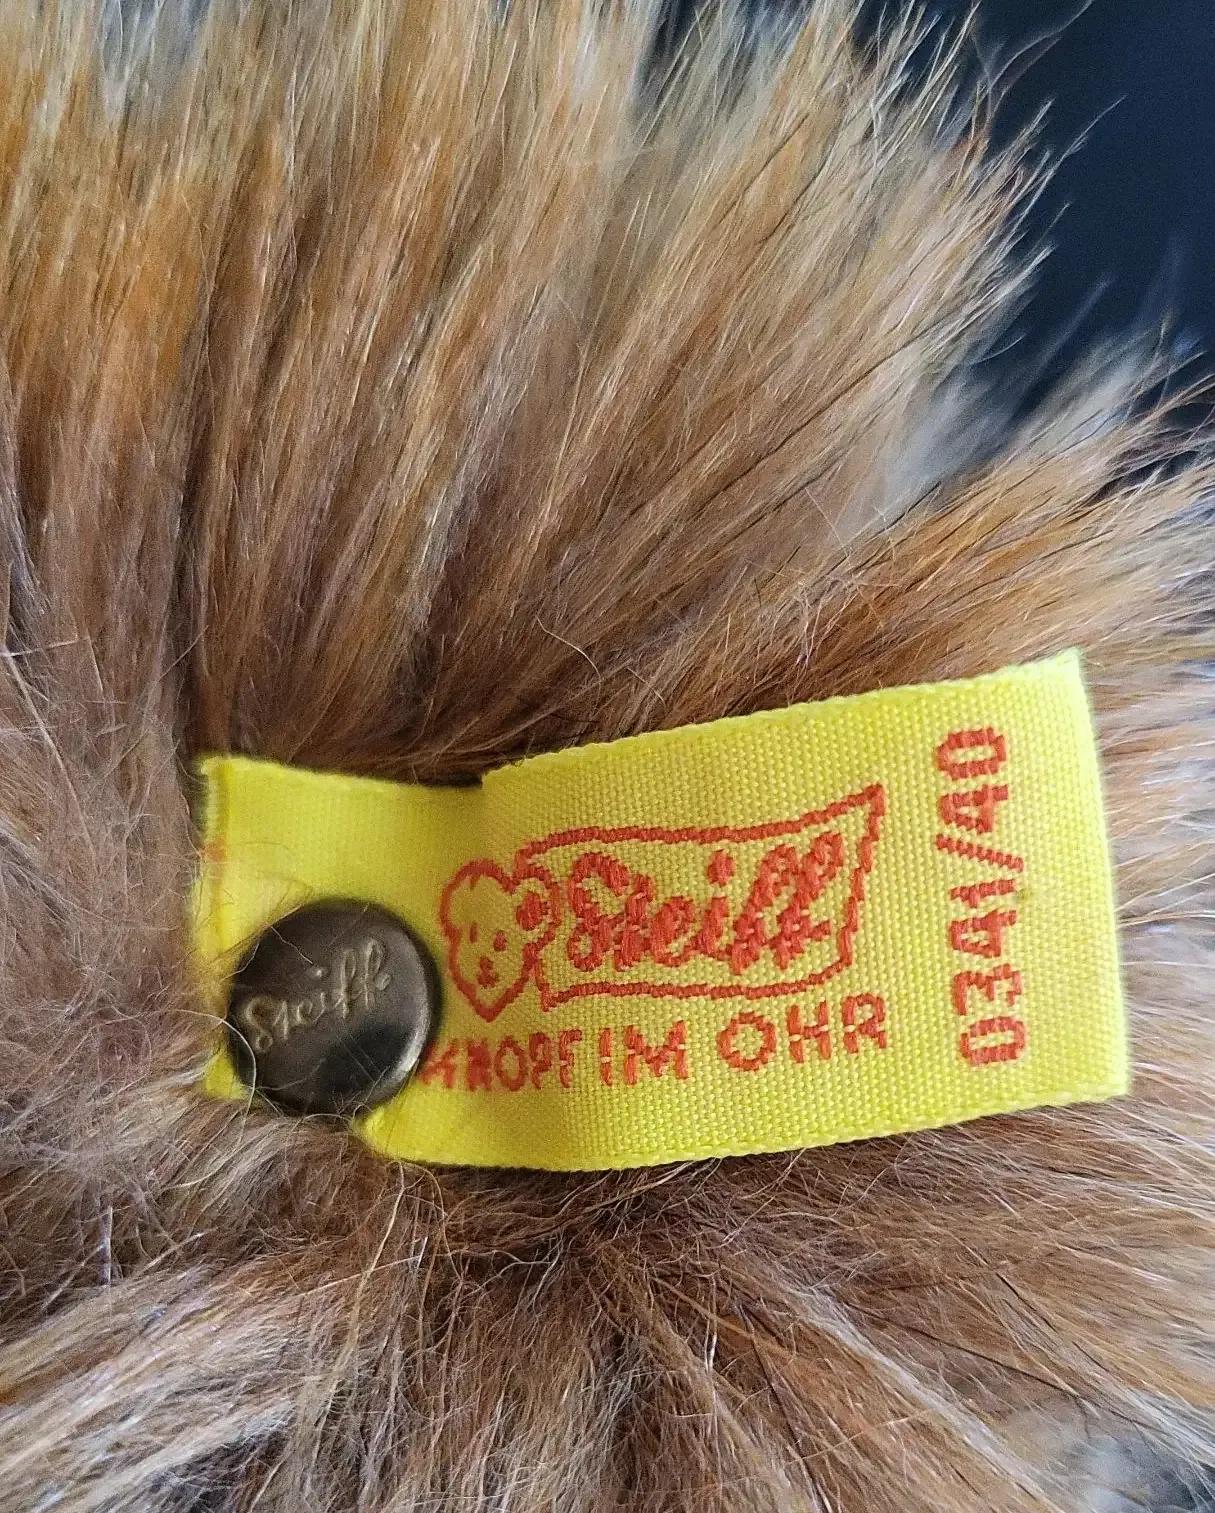 Steiff
Steiff
KNOPF IM OHR
0341/40